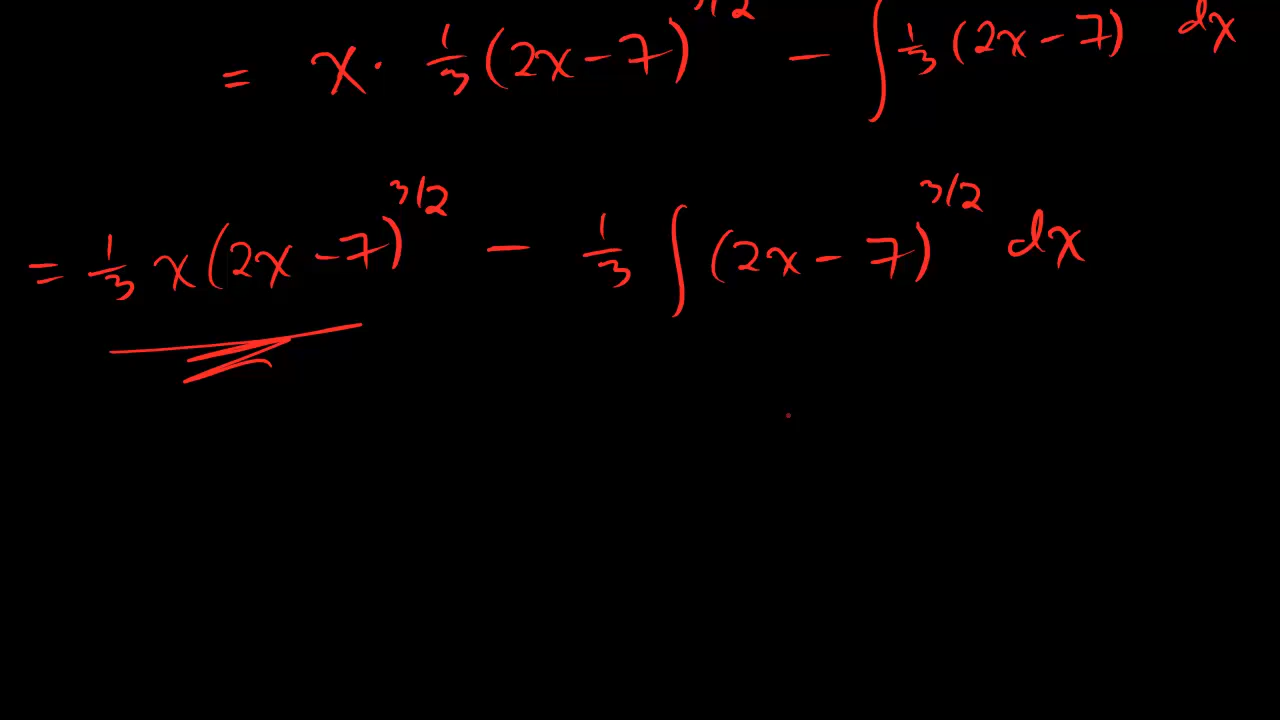 = x · 1/3 (2x - 7)^3/2 - ∫ 1/3 (2x - 7) dx
= 1/3 x (2x - 7)^3/2 - 1/3 ∫ (2x - 7)^3/2 dx